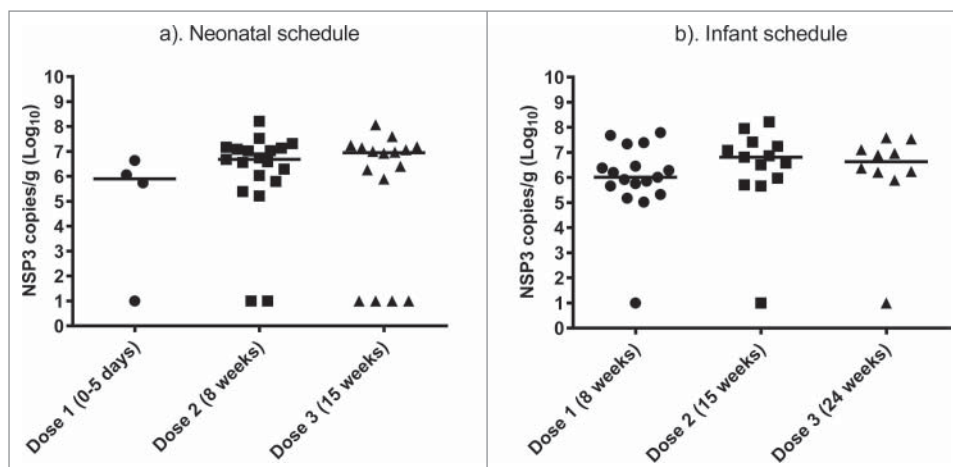 a). Neonatal schedule
NSP3 copies/g (Log10)
10
9
8
7
6
5
4
3
2
1
0
Dose 1 (0-5 days)
Dose 2 (8 weeks)
Dose 3 (15 weeks)
b). Infant schedule
NSP3 copies/g (Log10)
10
9
8
7
6
5
4
3
2
1
0
Dose 1 (8 weeks)
Dose 2 (15 weeks)
Dose 3 (24 weeks)